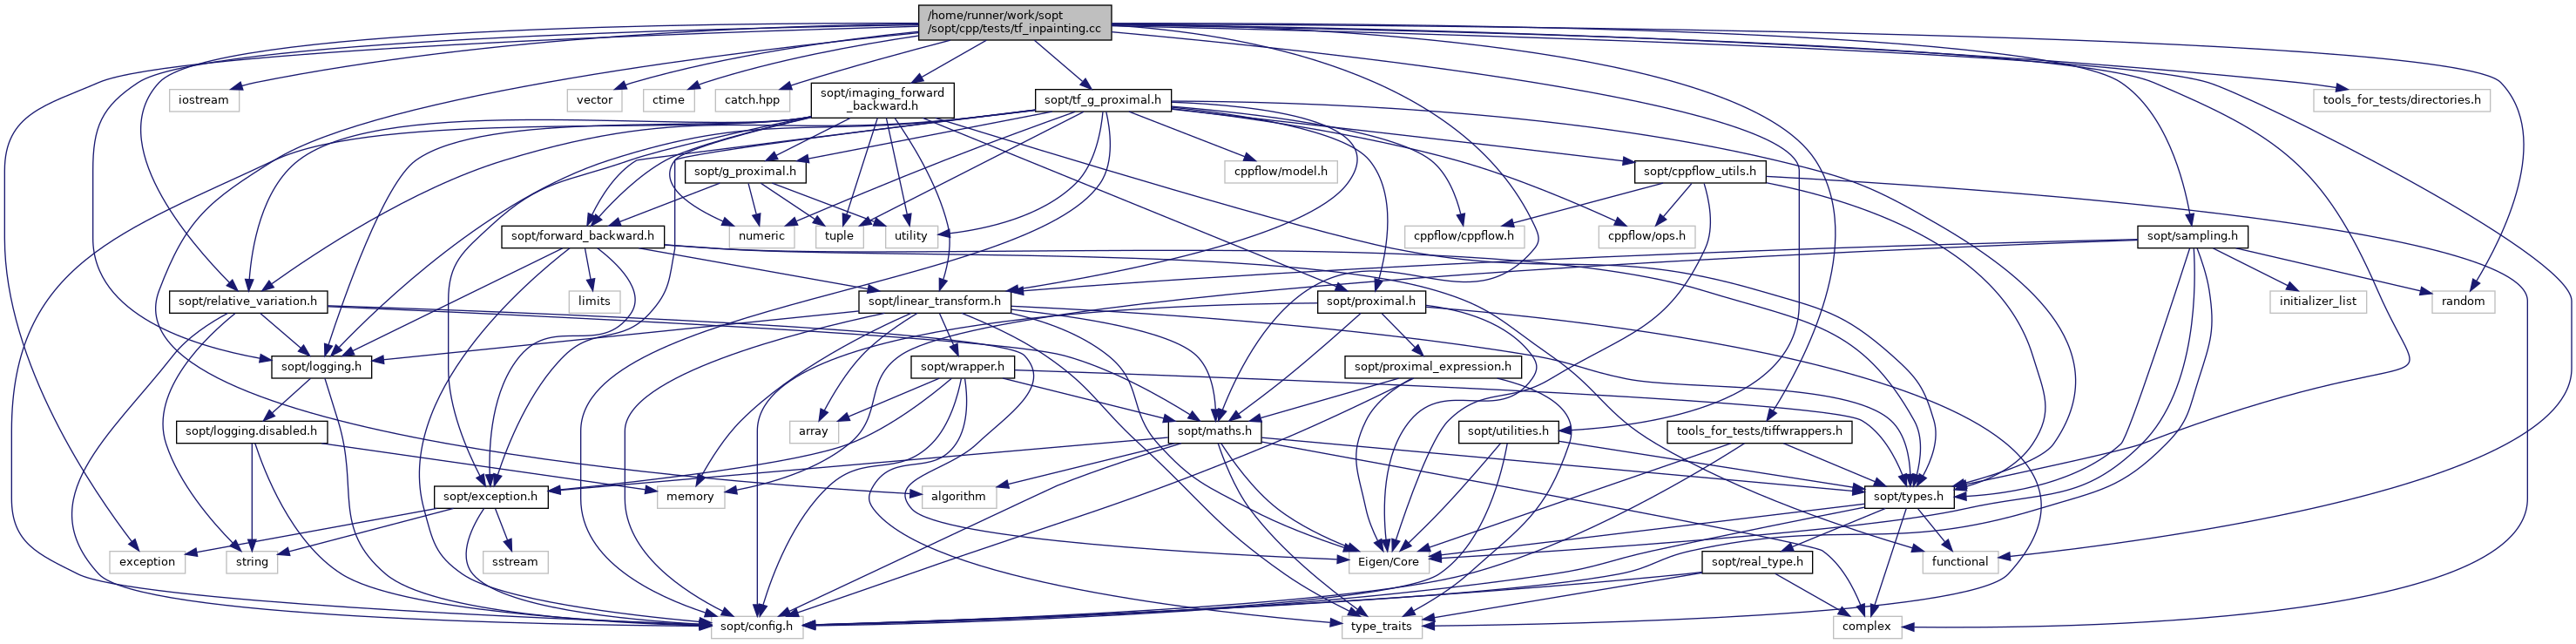 /home/runner/work/sopt
/sopt/cpp/tests/tf_inpainting.cc
iostream
vector
ctime
catch.hpp
sopt/imaging_forward
_backward.h
sopt/tf_g_proximal.h
tools_for_tests/directories.h
sopt/g_proximal.h
cppflow/model.h
sopt/cppflow_utils.h
sopt/forward_backward.h
numeric
tuple
utility
cppflow/cppflow.h
cppflow/ops.h
sopt/sampling.h
sopt/relative_variation.h
limits
sopt/linear_transform.h
sopt/proximal.h
initializer_list
random
sopt/logging.h
sopt/wrapper.h
sopt/proximal_expression.h
sopt/logging.disabled.h
array
sopt/maths.h
sopt/utilities.h
tools_for_tests/tiffwrappers.h
sopt/exception.h
memory
algorithm
sopt/types.h
exception
string
sstream
Eigen/Core
sopt/real_type.h
functional
sopt/config.h
type_traits
complex